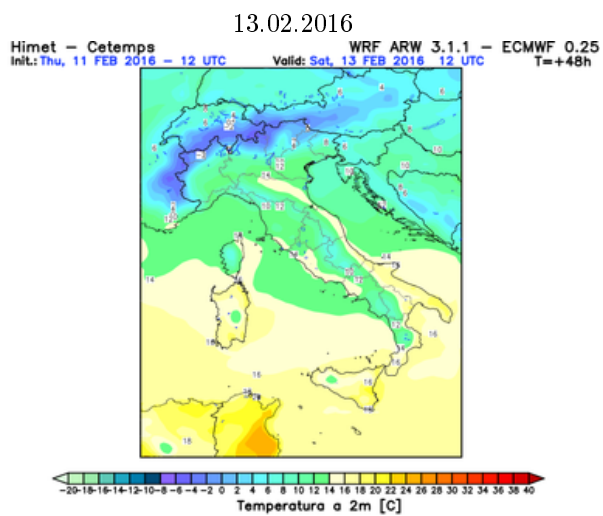 13.02.2016
Himet – Cetemps WRF ARW 3.1.1 – ECMWF 0.25
Init.: Thu, 11 FEB 2016 – 12 UTC Valid: Sat, 13 FEB 2016 12 UTC T=+48h
-20-18-16-14-12-10-8 -6 -4 -2 0 2 4 6 8 10 12 14 16 18 20 22 24 26 28 30 32 34 36 38 40
Temperatura a 2m [C]